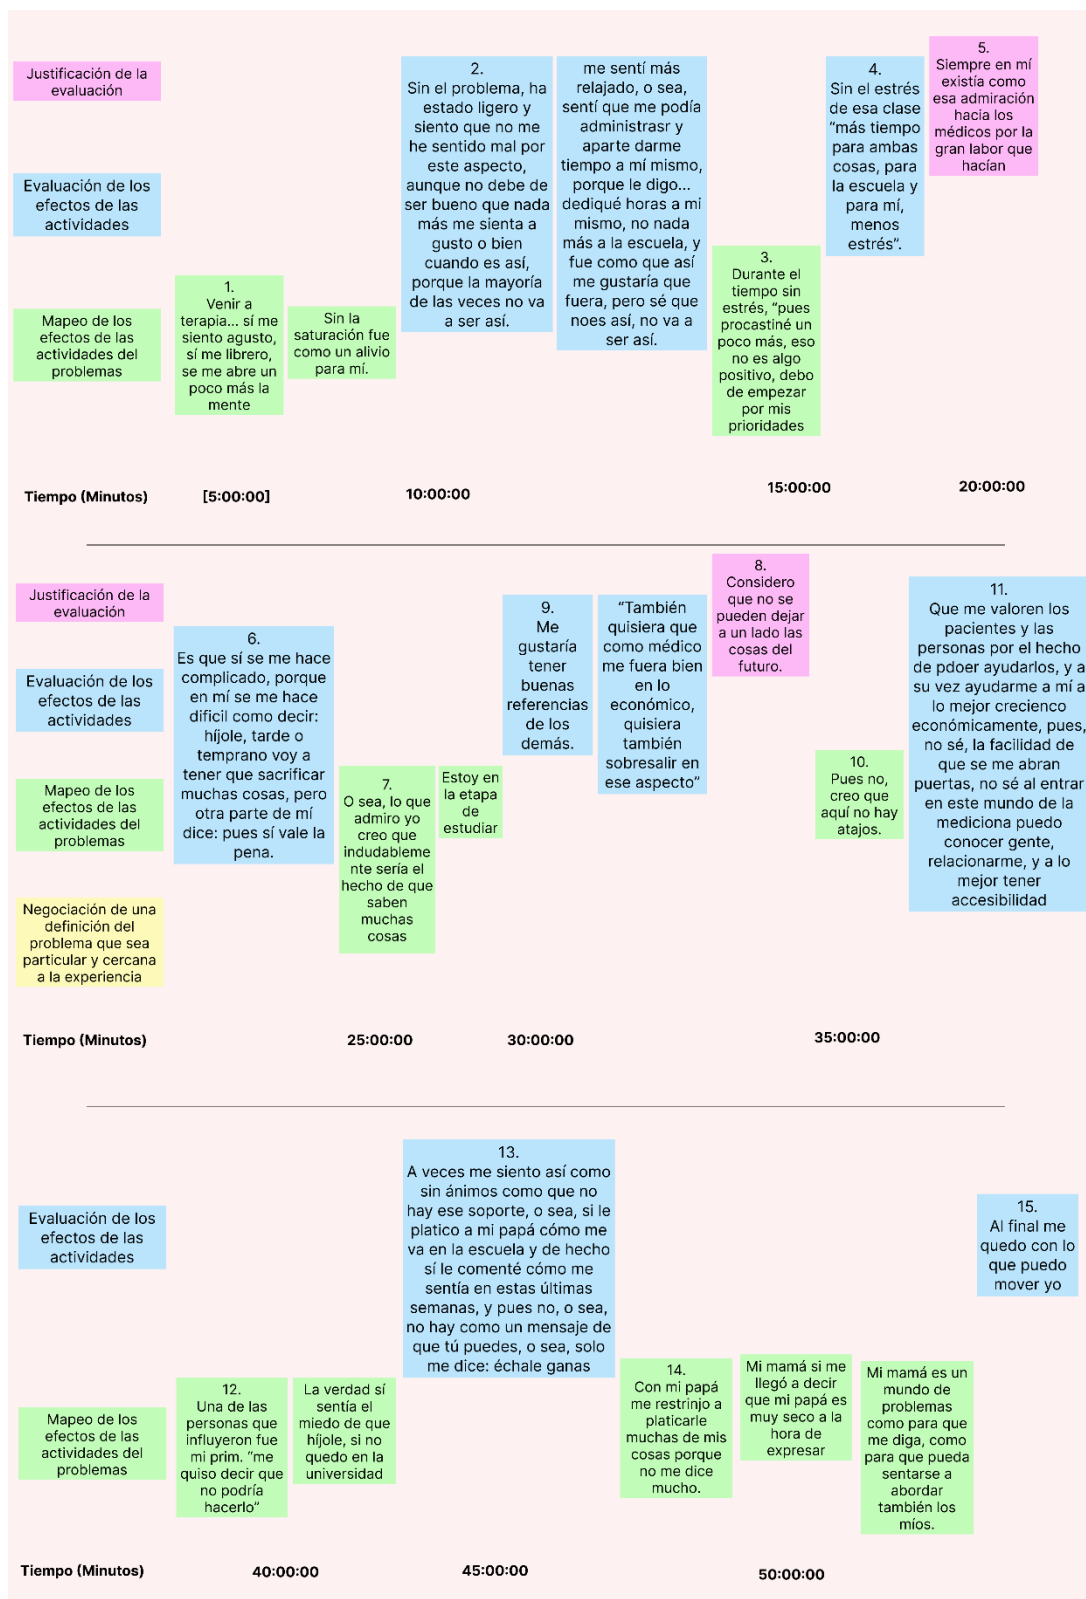 Justificación de la
evaluación
Evaluación de los
efectos de las
actividades
Mapeo de los
efectos de las
actividades del
problemas
1.
Venir a
terapia... sí me
siento agusto,
sí me librero,
se me abre un
poco más la
mente
Sin la
saturación fue
como un alivio
para mí.
2.
Sin el problema, ha
estado ligero y
siento que no me
he sentido mal por
este aspecto,
aunque no debe de
ser bueno que nada
más me sienta a
gusto o bien
cuando es así,
porque la mayoría
de las veces no va
a ser así.
me sentí más
relajado, o sea,
sentí que me podía
administrasr y
aparte darme
tiempo a mí mismo,
porque le digo...
dediqué horas a mi
mismo, no nada
más a la escuela, y
fue como que así
me gustaría que
fuera, pero sé que
noes así, no va a
ser así.
3.
Durante el
tiempo sin
estrés, “pues
procastiné un
poco más, eso
no es algo
positivo, debo
de empezar
por mis
prioridades
4.
Sin el estrés
de esa clase
“más tiempo
para ambas
cosas, para
la escuela y
para mí,
menos
estrés”.
5.
Siempre en mí
existía como
esa admiración
hacia los
médicos por la
gran labor que
hacían
Tiempo (Minutos)
[5:00:00]
10:00:00
15:00:00
20:00:00
Justificación de la
evaluación
Evaluación de los
efectos de las
actividades
Mapeo de los
efectos de las
actividades del
problemas
Negociación de una
definición del
problema que sea
particular y cercana
a la experiencia
6.
Es que sí se me hace
complicado, porque
en mí se me hace
dificil como decir:
híjole, tarde o
temprano voy a
tener que sacrificar
muchas cosas, pero
otra parte de mí
dice: pues sí vale la
pena.
7.
O sea, lo que
admiro yo
creo que
indudableme
nte sería el
hecho de que
saben
muchas
cosas
Estoy en
la etapa
de
estudiar
9.
Me
gustaría
tener
buenas
referencias
de los
demás.
“También
quisiera que
como médico
me fuera bien
en lo
económico,
quisiera
también
sobresalir en
ese aspecto”
8.
Considero
que no se
pueden dejar
a un lado las
cosas del
futuro.
10.
Pues no,
creo que
aquí no hay
atajos.
11.
Que me valoren los
pacientes y las
personas por el hecho
de pdoer ayudarlos, y a
su vez ayudarme a mí a
lo mejor crecienco
económicamente, pues,
no sé, la facilidad de
que se me abran
puertas, no sé al entrar
en este mundo de la
mediciona puedo
conocer gente,
relacionarme, y a lo
mejor tener
accesibilidad
Tiempo (Minutos)
25:00:00
30:00:00
35:00:00
Evaluación de los
efectos de las
actividades
Mapeo de los
efectos de las
actividades del
problemas
12.
Una de las
personas que
influyeron fue
mi prim. “me
quiso decir que
no podría
hacerlo”
La verdad sí
sentía el
miedo de que
híjole, si no
quedo en la
universidad
13.
A veces me siento así como
sin ánimos como que no
hay ese soporte, o sea, si le
platico a mi papá cómo me
va en la escuela y de hecho
sí le comenté cómo me
sentía en estas últimas
semanas, y pues no, o sea,
no hay como un mensaje de
que tú puedes, o sea, solo
me dice: échale ganas
14.
Con mi papá
me restrinjo a
platicarle
muchas de mis
cosas porque
no me dice
mucho.
Mi mamá si me
llegó a decir
que mi papá es
muy seco a la
hora de
expresar
Mi mamá es un
mundo de
problemas
como para que
me diga, como
para que pueda
sentarse a
abordar
también los
míos.
15.
Al final me
quedo con lo
que puedo
mover yo
Tiempo (Minutos)
40:00:00
45:00:00
50:00:00